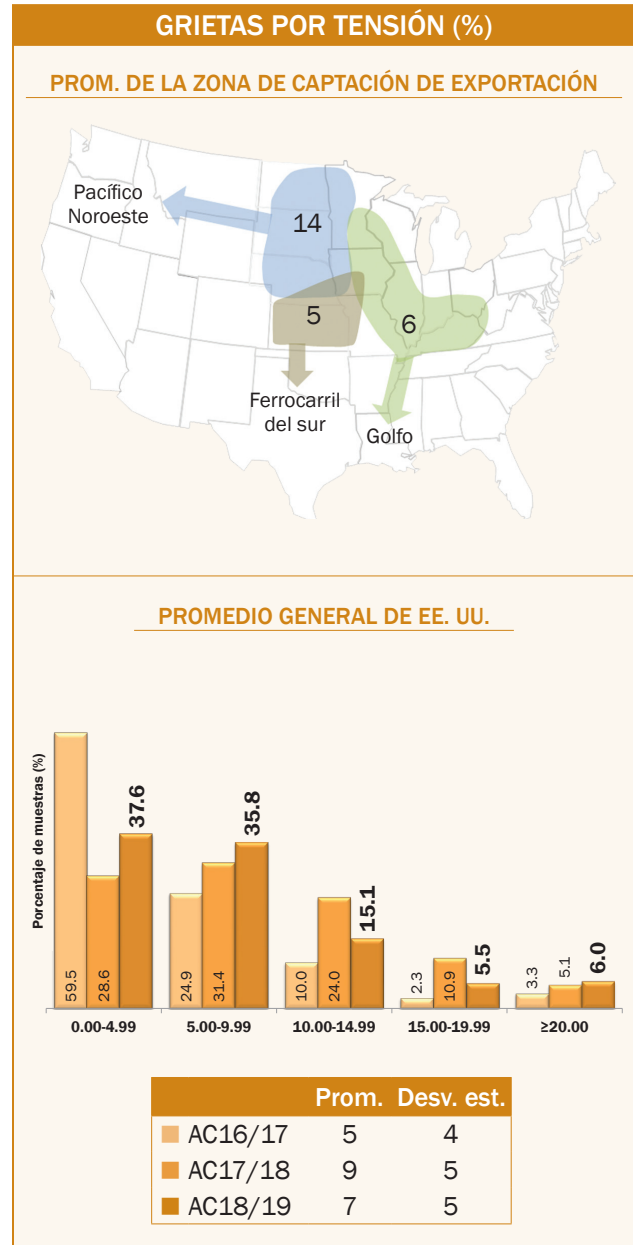 GRIETAS POR TENSIÓN (%)
PROM. DE LA ZONA DE CAPTACIÓN DE EXPORTACIÓN
Pacífico
Noroeste
14
5
6
Ferrocarril
del sur
Golfo
PROMEDIO GENERAL DE EE. UU.
Porcentaje de muestras (%)
59.5 28.6 37.6
24.9 31.4 35.8
10.0 24.0 15.1
2.3 10.9 5.5
3.3 5.1 6.0
0.00-4.99 5.00-9.99 10.00-14.99 15.00-19.99 ≥20.00
Prom. Desv. est.
AC16/17 5 4
AC17/18 9 5
AC18/19 7 5